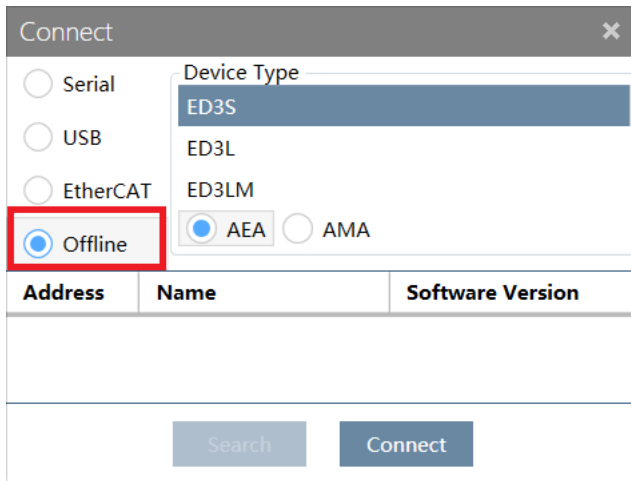 Connect
Serial
USB
EtherCAT
Offline
Device Type
ED3S
ED3L
ED3LM
AEA AMA
Address Name Software Version
Search Connect